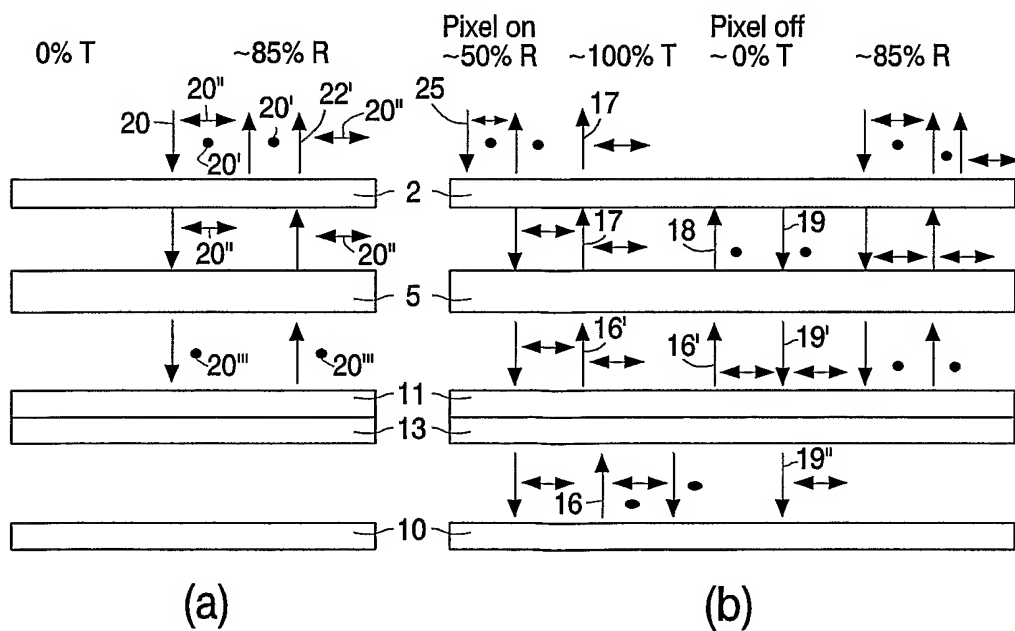 Pixel on Pixel off
0% T ~85% R ~50% R ~100% T ~0% T ~85% R
20" 20' 22' 25 17
20 20"
20'
2
20" 20" 17 18 19
5
20''' 20''' 16' 16' 19'
11
13
16 19"
10
(a) (b)